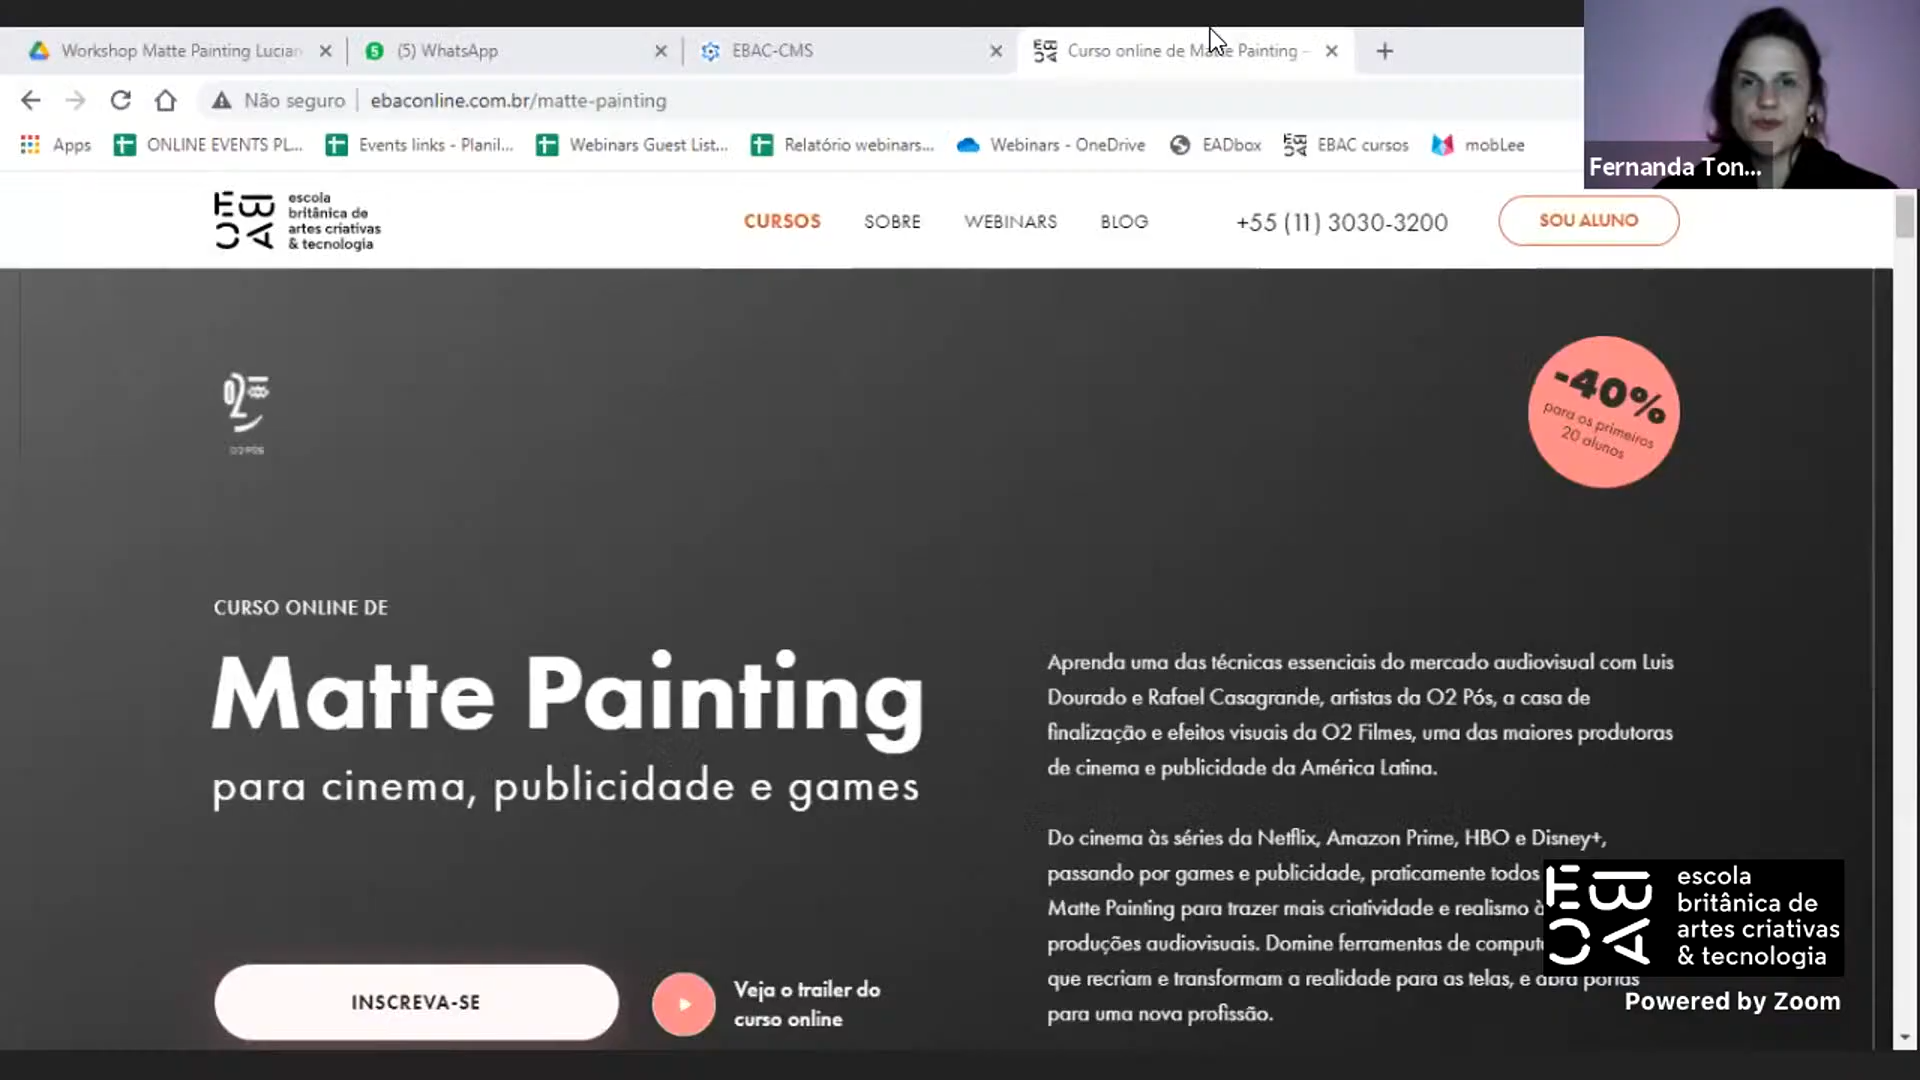 Workshop Matte Painting Lucian
(5) WhatsApp
EBAC-CMS
Curso online de Matte Painting –
Fernanda Ton...
Não seguro
ebaconline.com.br/matte-painting
Apps
ONLINE EVENTS PL...
Events links - Planil...
Webinars Guest List...
Relatório webinars...
Webinars - OneDrive
EADbox
EBAC cursos
mobLee
EBAC
escola
britânica de
artes criativas
& tecnologia
CURSOS
SOBRE
WEBINARS
BLOG
+55 (11) 3030-3200
SOU ALUNO
O2 PÓS
-40%
para os primeiros
20 alunos
CURSO ONLINE DE
Matte Painting
para cinema, publicidade e games
INSCREVA-SE
Veja o trailer do
curso online
Aprenda uma das técnicas essenciais do mercado audiovisual com Luis
Dourado e Rafael Casagrande, artistas da O2 Pós, a casa de
finalização e efeitos visuais da O2 Filmes, uma das maiores produtoras
de cinema e publicidade da América Latina.
Do cinema às séries da Netflix, Amazon Prime, HBO e Disney+,
passando por games e publicidade, praticamente todos
Matte Painting para trazer mais criatividade e realismo
produções audiovisuais. Domine ferramentas de comput
que recriam e transformam a realidade para as telas, e abra portas
para uma nova profissão.
EBAC
escola
britânica de
artes criativas
& tecnologia
Powered by Zoom